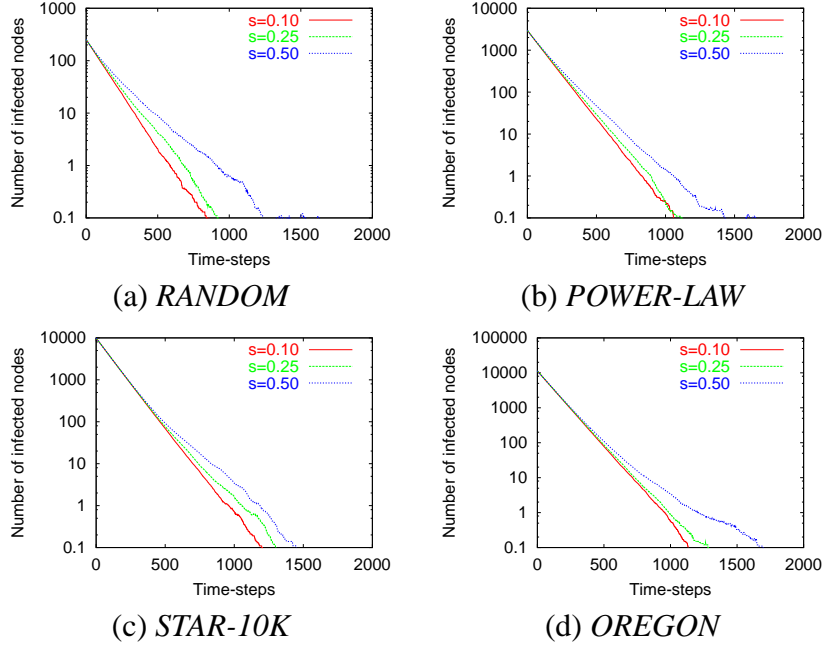 1000
100
10
1
0.1
0 500 1000 1500 2000
Number of infected nodes
Time-steps
s=0.10
s=0.25
s=0.50
(a) RANDOM
10000
1000
100
10
1
0.1
0 500 1000 1500 2000
Number of infected nodes
Time-steps
s=0.10
s=0.25
s=0.50
(b) POWER-LAW
10000
1000
100
10
1
0.1
0 500 1000 1500 2000
Number of infected nodes
Time-steps
s=0.10
s=0.25
s=0.50
(c) STAR-10K
100000
10000
1000
100
10
1
0.1
0 500 1000 1500 2000
Number of infected nodes
Time-steps
s=0.10
s=0.25
s=0.50
(d) OREGON